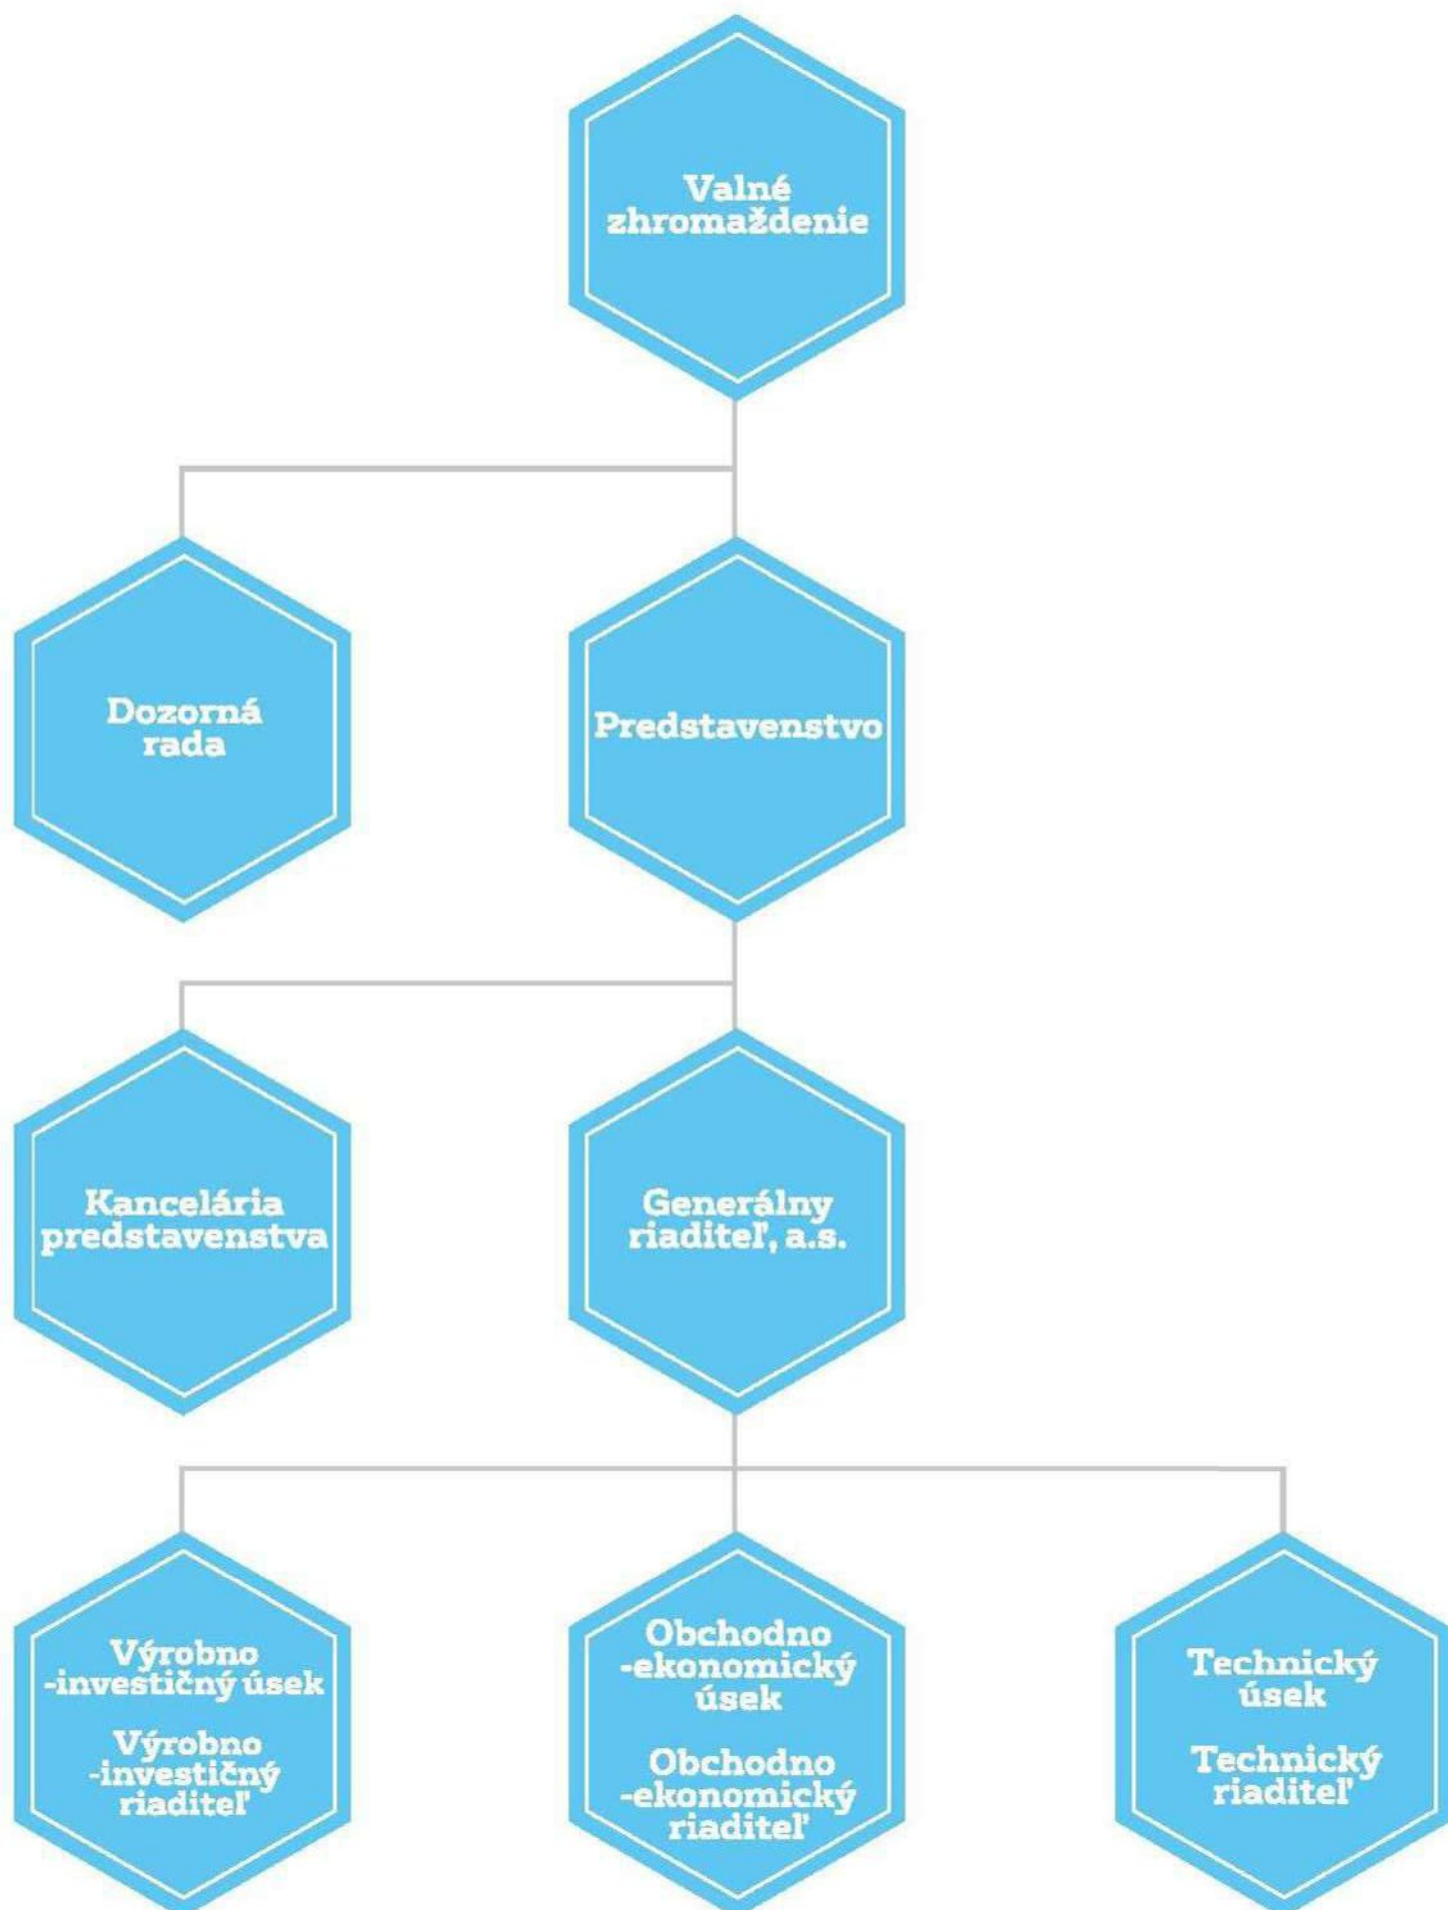 Valné
zhromaždenie
Dozorná
rada
Predstavenstvo
Kancelária
predstavenstva
Generálny
riaditeľ, a.s.
Výrobno
-investičný úsek
Výrobno
-investičný
riaditeľ
Obchodno
-ekonomický
úsek
Obchodno
-ekonomický
riaditeľ
Technický
úsek
Technický
riaditeľ